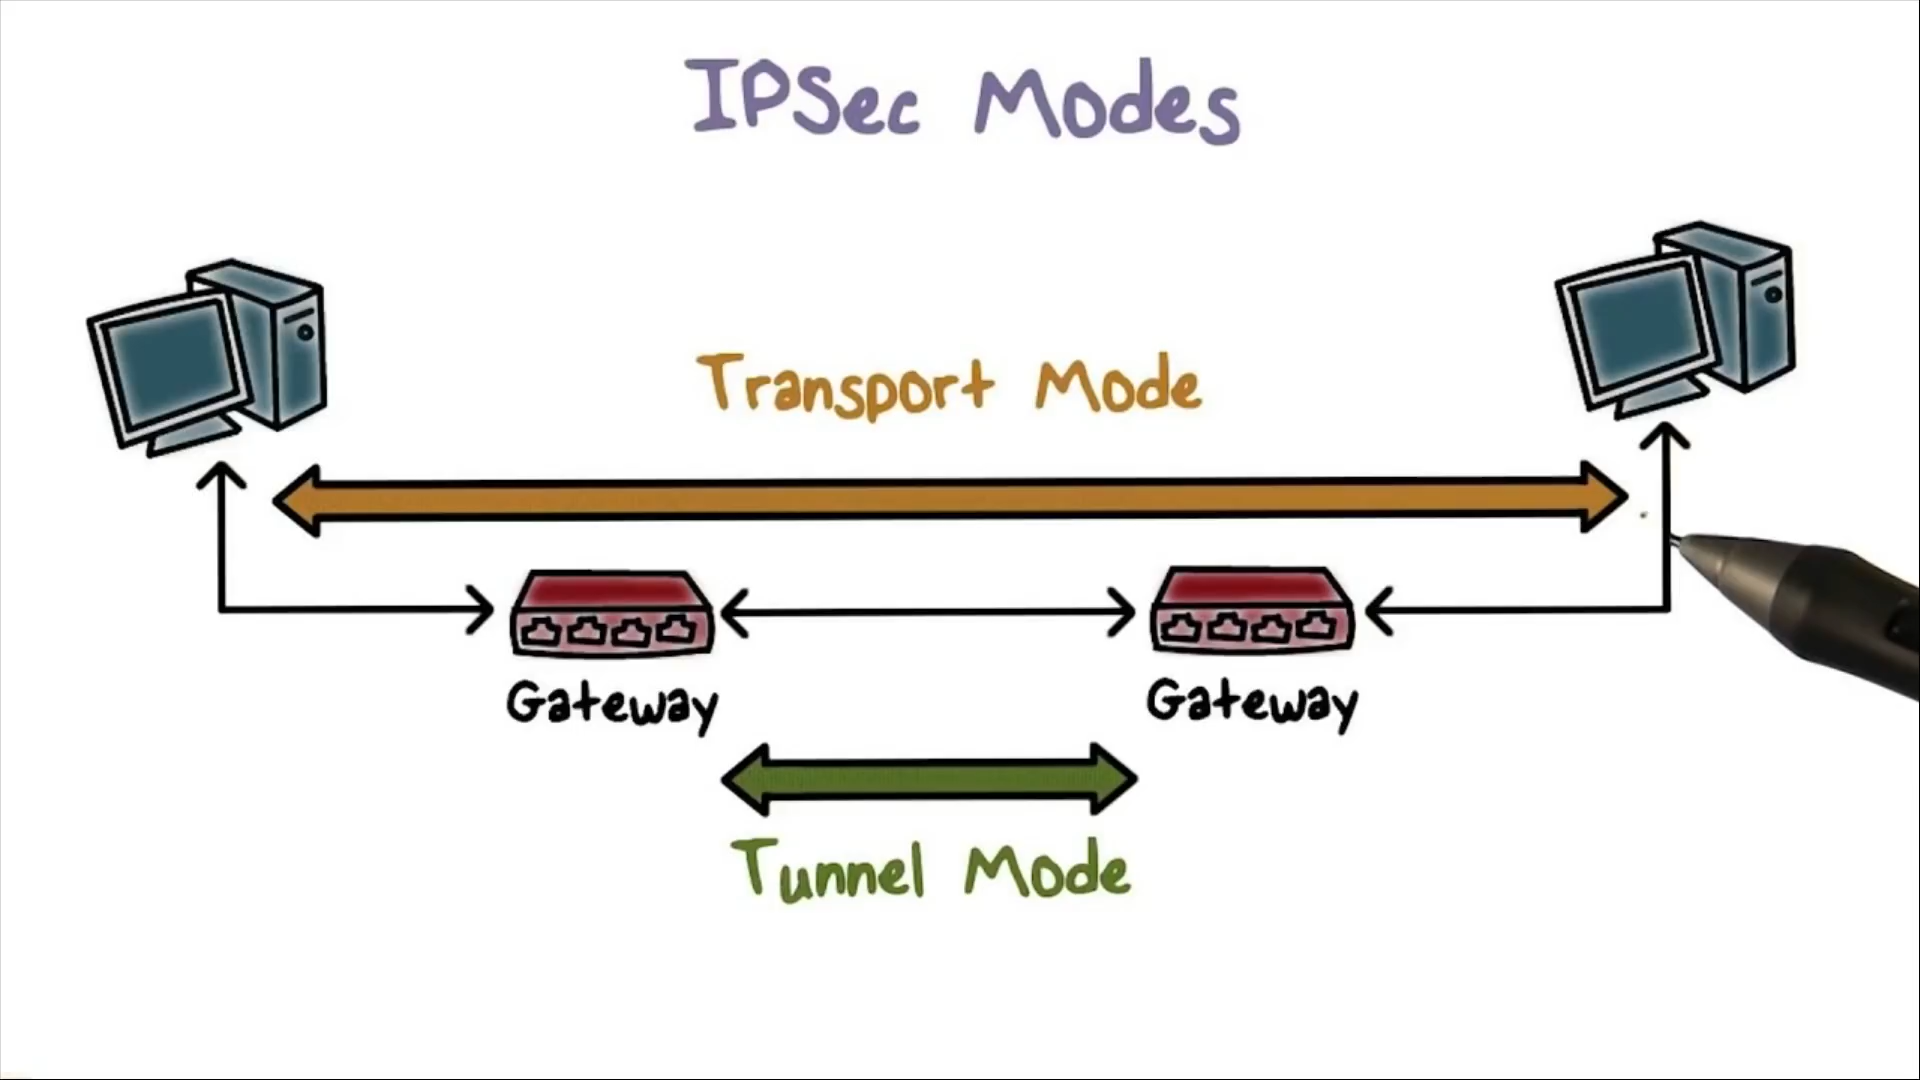 IPSec Modes
Transport Mode
Gateway
Gateway
Tunnel Mode